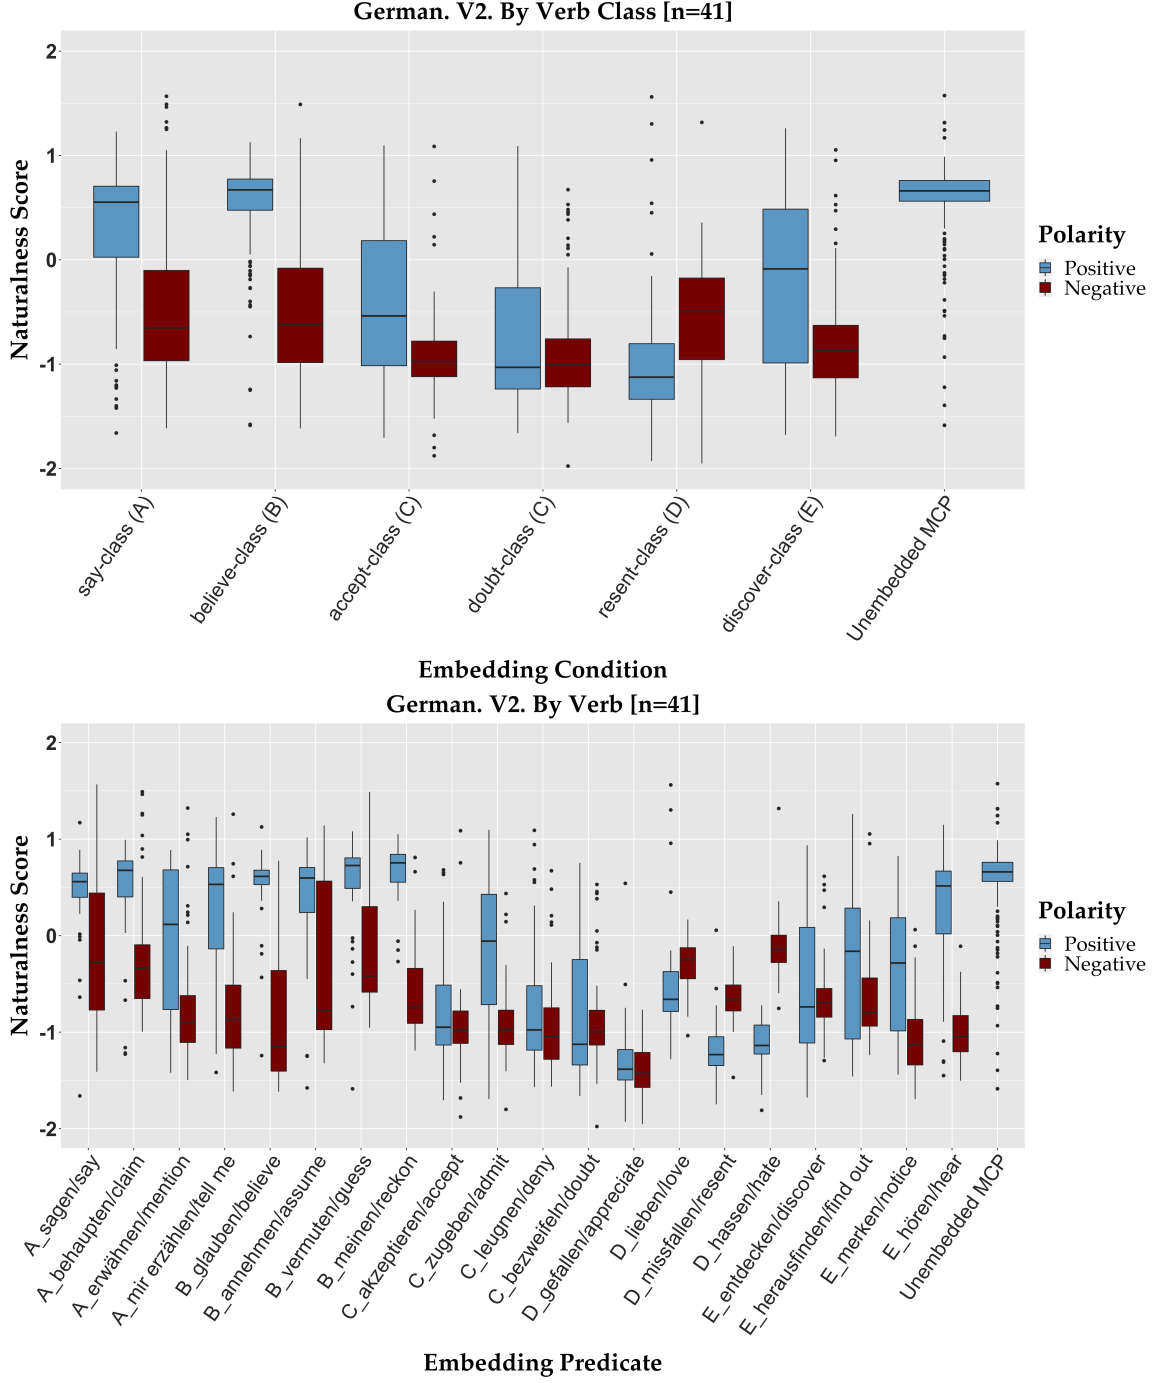 German. V2. By Verb Class [n=41]
Naturalness Score
2
1
0
-1
-2
say-class (A)
believe-class (B)
accept-class (C)
doubt-class (C)
resent-class (D)
discover-class (E)
Unembedded MCP
Embedding Condition
Polarity
Positive
Negative
German. V2. By Verb [n=41]
Naturalness Score
2
1
0
-1
-2
A_sagen/say
A_behaupten/claim
A_erwähnen/mention
A_mir erzählen/tell me
B_glauben/believe
B_annehmen/assume
B_vermuten/guess
B_meinen/reckon
C_akzeptieren/accept
C_zugeben/admit
C_leugnen/deny
C_bezweifeln/doubt
D_gefallen/appreciate
D_lieben/love
D_missfallen/resent
D_hassen/hate
E_entdecken/discover
E_herausfinden/find out
E_merken/notice
E_hören/hear
Unembedded MCP
Embedding Predicate
Polarity
Positive
Negative